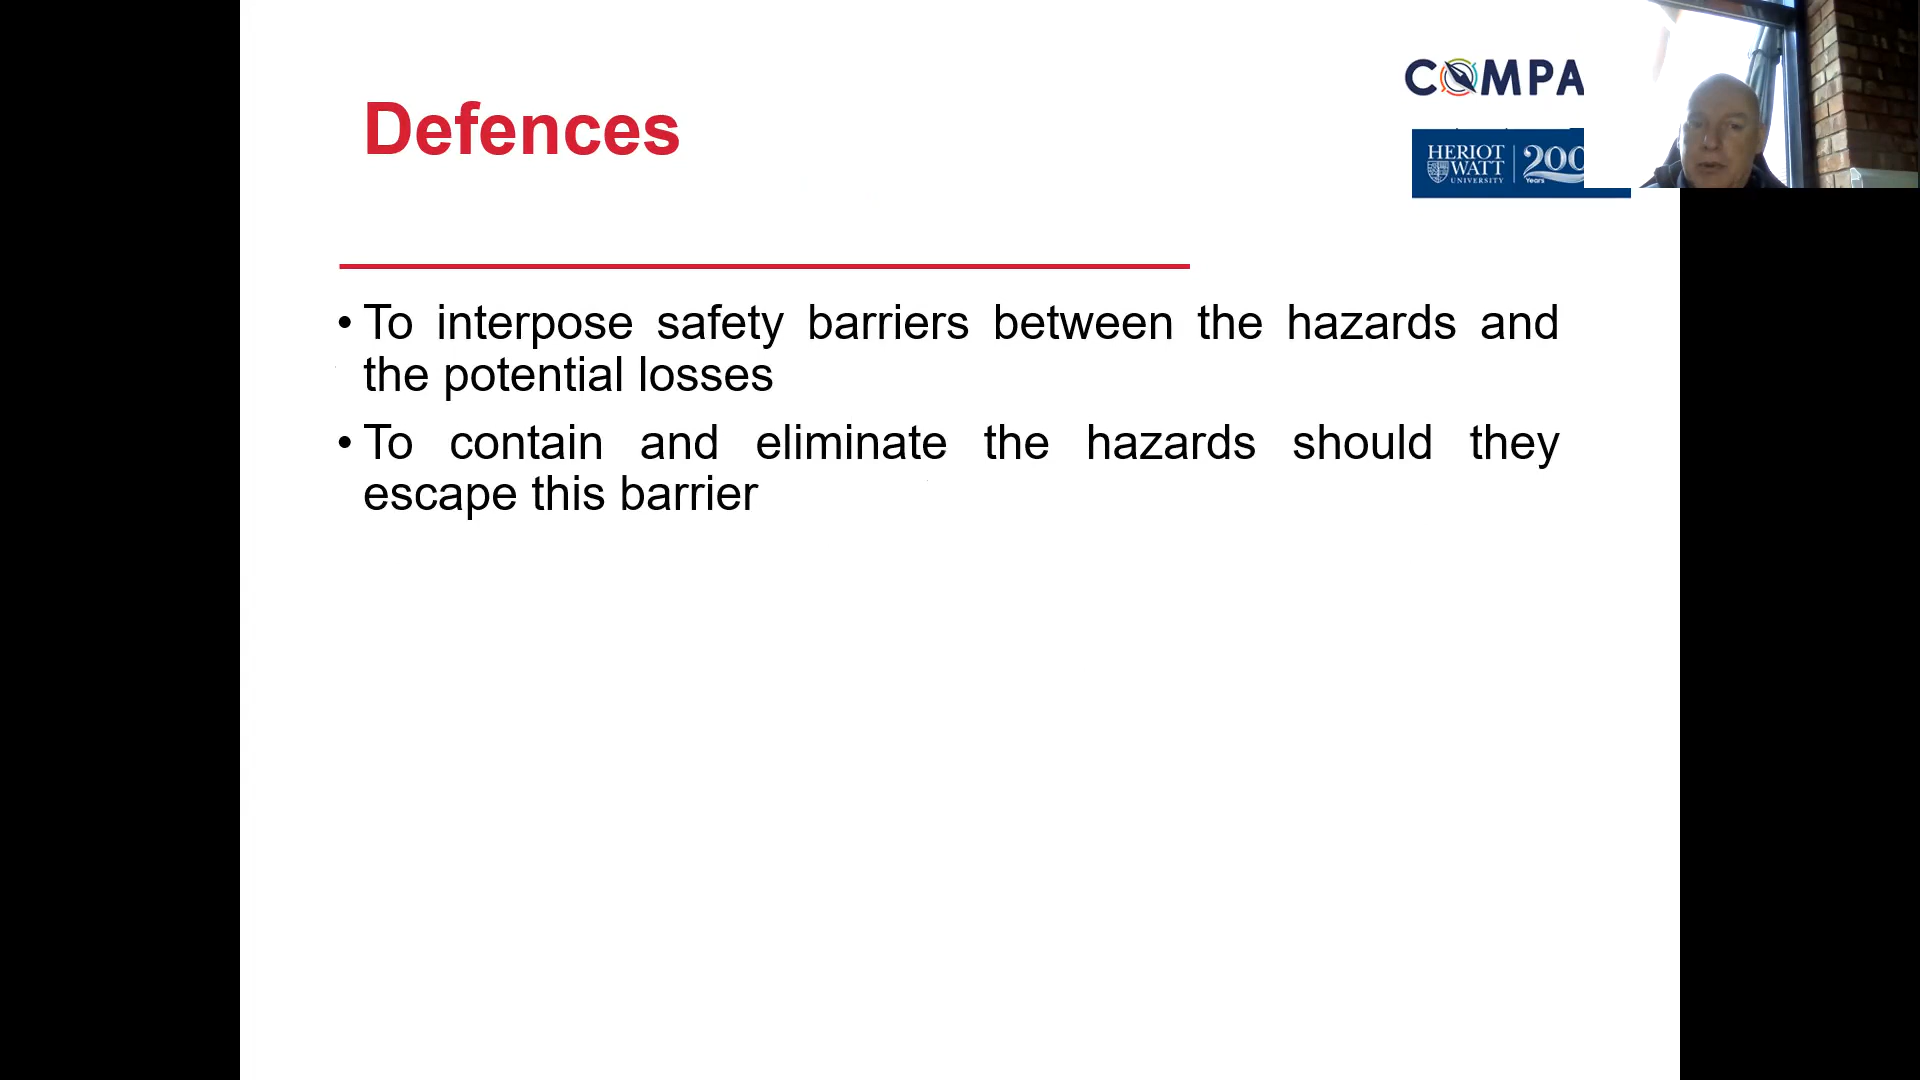 Defences
COMPA
HERIOT
WATT
UNIVERSITY
200
Years
• To interpose safety barriers between the hazards and
the potential losses
• To contain and eliminate the hazards should they
escape this barrier